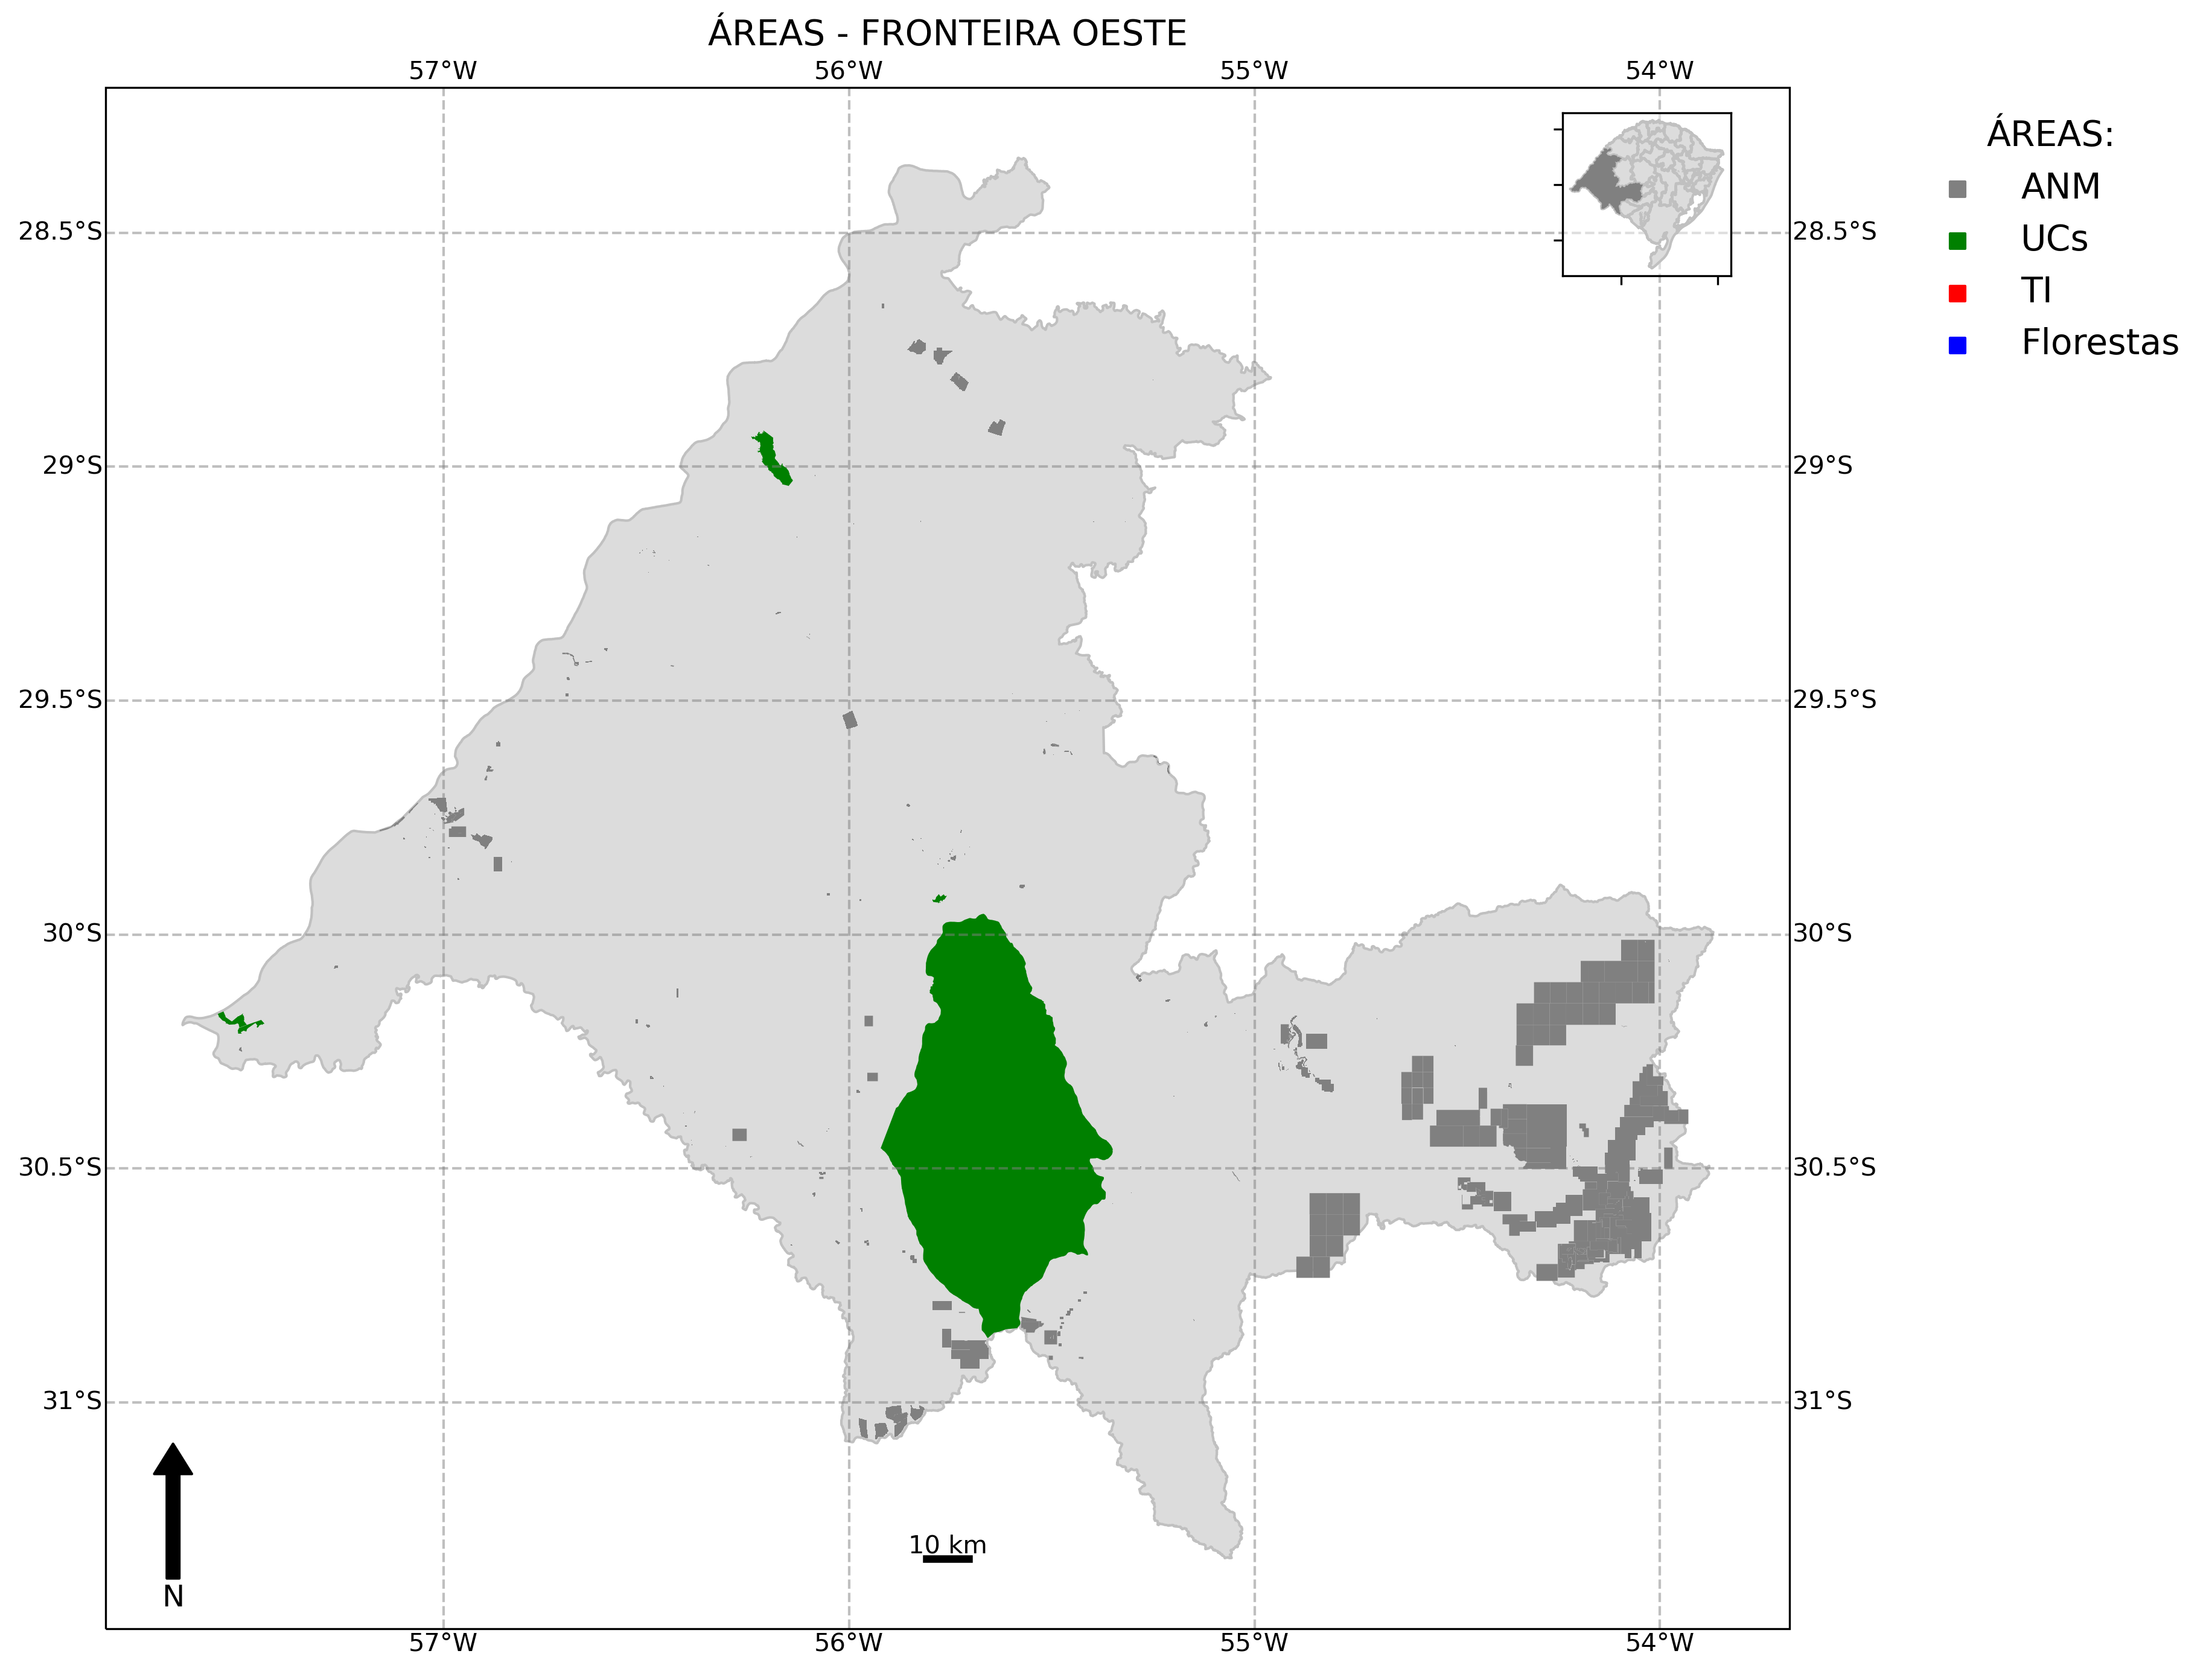 ÁREAS - FRONTEIRA OESTE
57°W 56°W 55°W 54°W
ÁREAS:
ANM
UCs
TI
Florestas
28.5°S 28.5°S
29°S 29°S
29.5°S 29.5°S
30°S 30°S
30.5°S 30.5°S
31°S 31°S
10 km
N
57°W 56°W 55°W 54°W